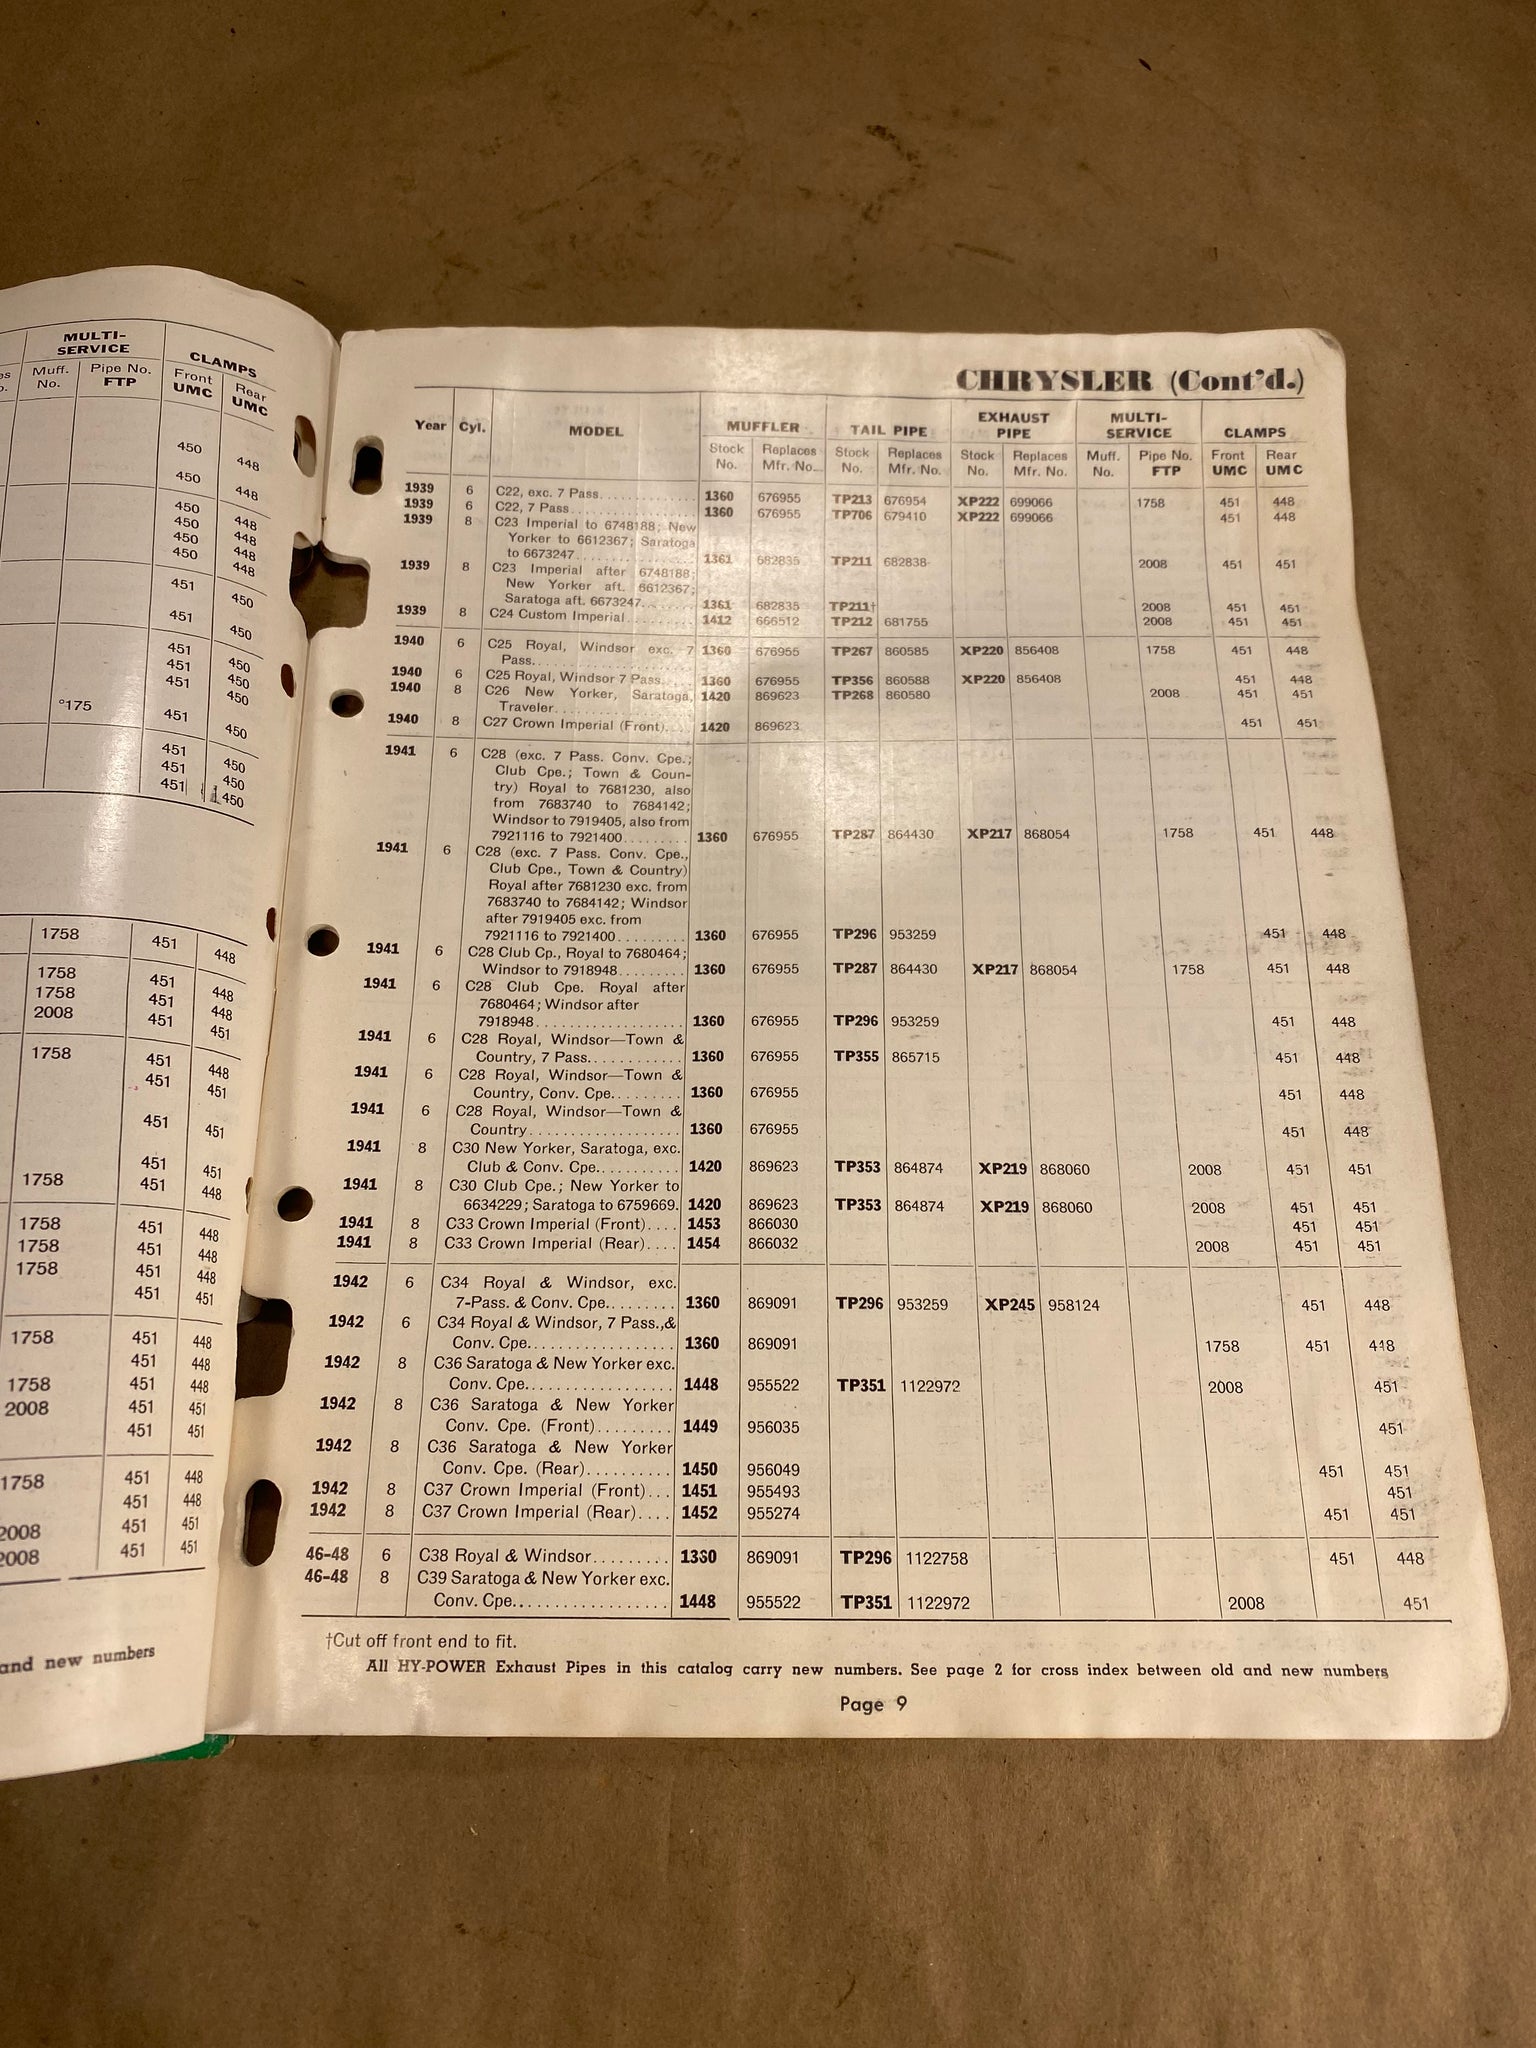 MULTI-
SERVICE
CLAMPS
Muff.
No.
Pipe No.
FTP
Front
UMC
Rear
UMC
450 448
450 448
450 448
450 448
450 448
450 448
451 450
451 450
451 450
451 450
451 450
°175 451 450
451 450
451 450
451 450
1758 451 448
1758 451 448
1758 451 448
2008 451 451
1758 451 448
451 451
451 451
451 451
1758 451 448
1758 451 448
1758 451 448
1758 451 448
451 451
1758 451 448
451 448
1758 451 448
2008 451 451
451 451
1758 451 448
451 448
2008 451 451
2008 451 451
and new numbers
CHRYSLER (Cont'd.)
Year Cyl. MODEL MUFFLER TAIL PIPE EXHAUST PIPE MULTI-SERVICE CLAMPS
Stock No. Replaces Mfr. No. Stock No. Replaces Mfr. No. Stock No. Replaces Mfr. No. Muff. No. Pipe No. FTP Front UMC Rear UMC
1939 6 C22, exc. 7 Pass. 1360 676955 TP213 676954 XP222 699066 1758 451 448
1939 6 C22, 7 Pass. 1360 676955 TP706 679410 XP222 699066 451 448
1939 8 C23 Imperial to 6748188; New
Yorker to 6612367; Saratoga
to 6673247 1361 682835 TP211 682838 2008 451 451
1939 8 C23 Imperial after 6748188;
New Yorker aft. 6612367;
Saratoga aft. 6673247 1361 682835 TP211† 2008 451 451
1939 8 C24 Custom Imperial 1412 666512 TP212 681755 2008 451 451
1940 6 C25 Royal, Windsor exc. 7
Pass. 1360 676955 TP267 860585 XP220 856408 1758 451 448
1940 6 C25 Royal, Windsor 7 Pass. 1360 676955 TP356 860588 XP220 856408 451 448
1940 8 C26 New Yorker, Saratoga,
Traveler 1420 869623 TP268 860580 2008 451 451
1940 8 C27 Crown Imperial (Front) 1420 869623 451 451
1941 6 C28 (exc. 7 Pass. Conv. Cpe.;
Club Cpe.; Town & Coun-
try) Royal to 7681230, also
from 7683740 to 7684142;
Windsor to 7919405, also from
7921116 to 7921400 1360 676955 TP287 864430 XP217 868054 1758 451 448
1941 6 C28 (exc. 7 Pass. Conv. Cpe.,
Club Cpe., Town & Country)
Royal after 7681230 exc. from
7683740 to 7684142; Windsor
after 7919405 exc. from
7921116 to 7921400 1360 676955 TP296 953259 451 448
1941 6 C28 Club Cp., Royal to 7680464;
Windsor to 7918948 1360 676955 TP287 864430 XP217 868054 1758 451 448
1941 6 C28 Club Cpe. Royal after
7680464; Windsor after
7918948 1360 676955 TP296 953259 451 448
1941 6 C28 Royal, Windsor—Town &
Country, 7 Pass. 1360 676955 TP355 865715 451 448
1941 6 C28 Royal, Windsor—Town &
Country, Conv. Cpe. 1360 676955 451 448
1941 6 C28 Royal, Windsor—Town &
Country 1360 676955 451 448
1941 8 C30 New Yorker, Saratoga, exc.
Club & Conv. Cpe. 1420 869623 TP353 864874 XP219 868060 2008 451 451
1941 8 C30 Club Cpe.; New Yorker to
6634229; Saratoga to 6759669. 1420 869623 TP353 864874 XP219 868060 2008 451 451
1941 8 C33 Crown Imperial (Front) 1453 866030 451 451
1941 8 C33 Crown Imperial (Rear) 1454 866032 2008 451 451
1942 6 C34 Royal & Windsor, exc.
7-Pass. & Conv. Cpe. 1360 869091 TP296 953259 XP245 958124 451 448
1942 6 C34 Royal & Windsor, 7 Pass.,&
Conv. Cpe. 1360 869091 1758 451 448
1942 8 C36 Saratoga & New Yorker exc.
Conv. Cpe. 1448 955522 TP351 1122972 2008 451
1942 8 C36 Saratoga & New Yorker
Conv. Cpe. (Front) 1449 956035 451
1942 8 C36 Saratoga & New Yorker
Conv. Cpe. (Rear) 1450 956049 451 451
1942 8 C37 Crown Imperial (Front) 1451 955493 451
1942 8 C37 Crown Imperial (Rear) 1452 955274 451 451
46-48 6 C38 Royal & Windsor 1360 869091 TP296 1122758 451 448
46-48 8 C39 Saratoga & New Yorker exc.
Conv. Cpe. 1448 955522 TP351 1122972 2008 451
†Cut off front end to fit.
All HY-POWER Exhaust Pipes in this catalog carry new numbers. See page 2 for cross index between old and new numbers
Page 9